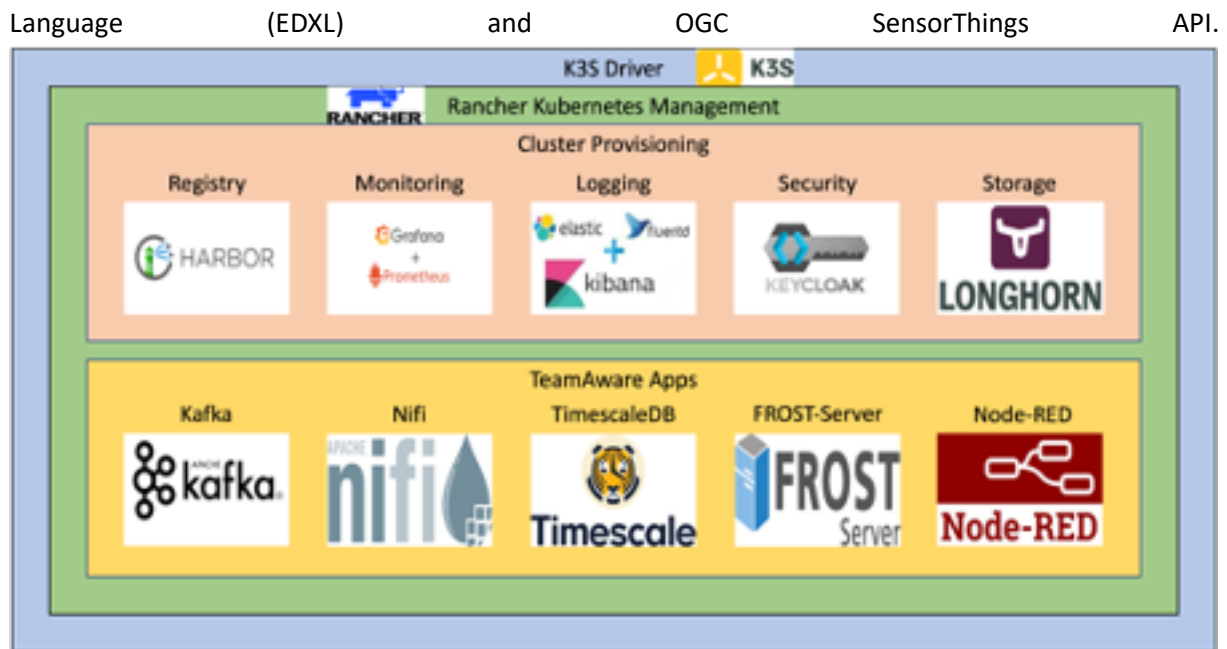 Language (EDXL) and OGC SensorThings API.
K3S Driver K3S
RANCHER Rancher Kubernetes Management
Cluster Provisioning
Registry Monitoring Logging Security Storage
HARBOR Grafana + Prometheus elastic fluentd + kibana KEYCLOAK LONGHORN
TeamAware Apps
Kafka Nifi TimescaleDB FROST-Server Node-RED
APACHE kafka. APACHE nifi Timescale FROST Server Node-RED